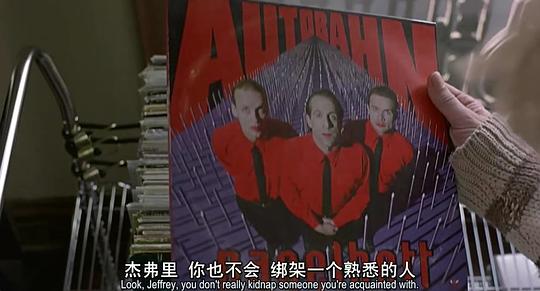 AUTOBAHN
nagelbett
杰弗里 你也不会 绑架一个熟悉的人
Look, Jeffrey, you don't really kidnap someone you're acquainted with.